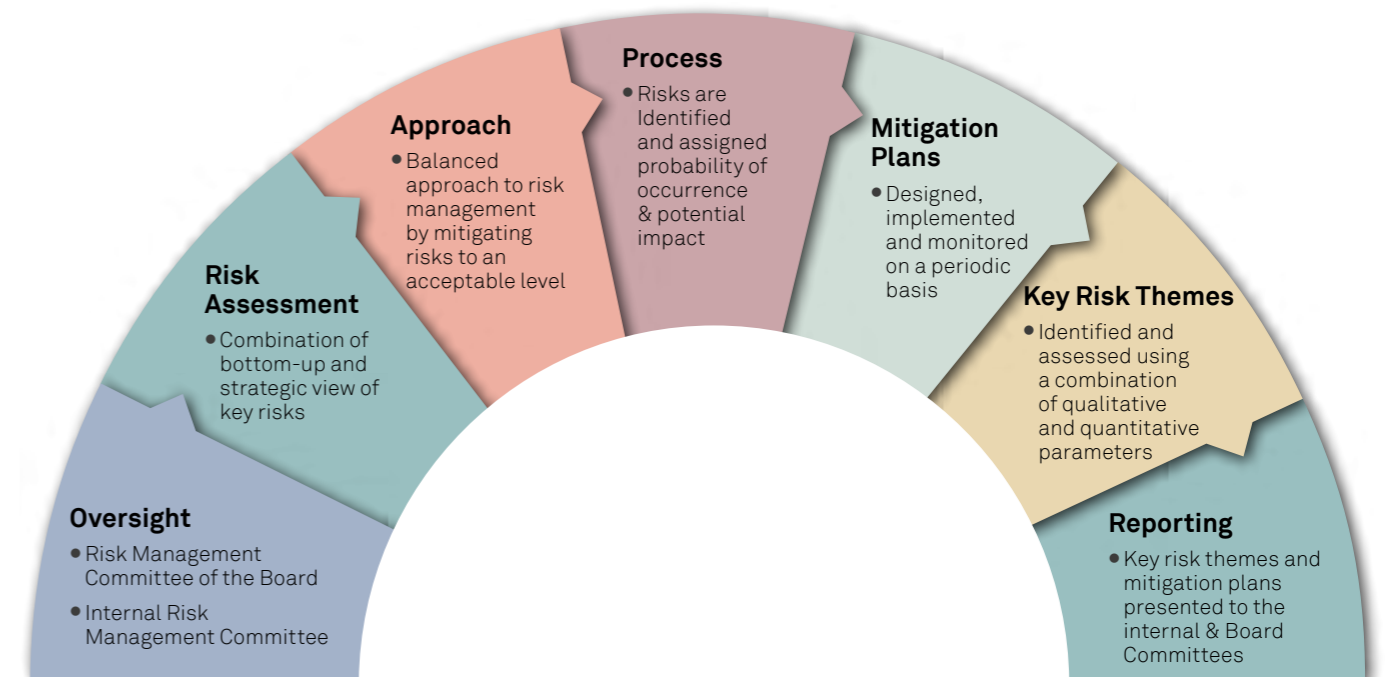 Oversight
• Risk Management
Committee of the Board
• Internal Risk
Management Committee
Risk
Assessment
• Combination of
bottom-up and
strategic view of
key risks
Approach
• Balanced
approach to risk
management
by mitigating
risks to an
acceptable level
Process
• Risks are
Identified
and assigned
probability of
occurrence
& potential
impact
Mitigation
Plans
• Designed,
implemented
and monitored
on a periodic
basis
Key Risk Themes
• Identified and
assessed using
a combination
of qualitative
and quantitative
parameters
Reporting
• Key risk themes and
mitigation plans
presented to the
internal & Board
Committees